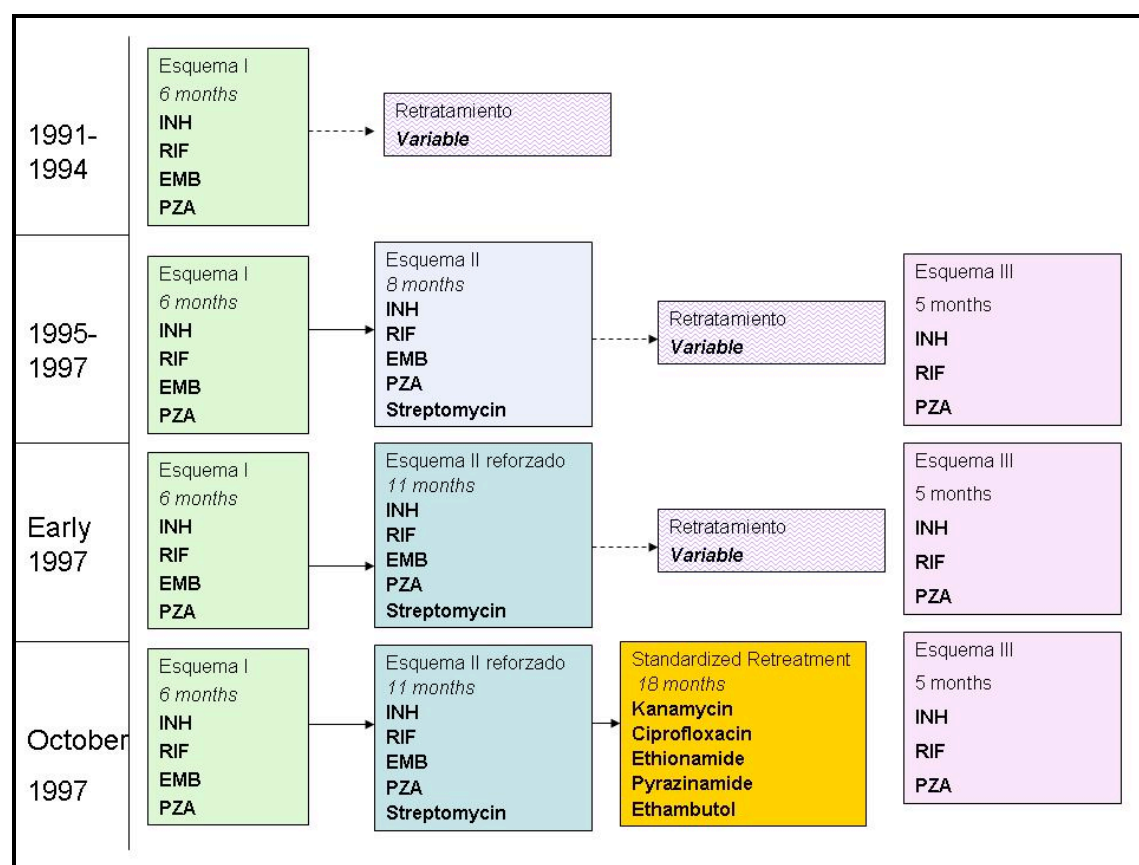 1991-
1994
Esquema I
6 months
INH
RIF
EMB
PZA
Retratamiento
Variable
1995-
1997
Esquema I
6 months
INH
RIF
EMB
PZA
Esquema II
8 months
INH
RIF
EMB
PZA
Streptomycin
Retratamiento
Variable
Esquema III
5 months
INH
RIF
PZA
Early
1997
Esquema I
6 months
INH
RIF
EMB
PZA
Esquema II reforzado
11 months
INH
RIF
EMB
PZA
Streptomycin
Retratamiento
Variable
Esquema III
5 months
INH
RIF
PZA
October
1997
Esquema I
6 months
INH
RIF
EMB
PZA
Esquema II reforzado
11 months
INH
RIF
EMB
PZA
Streptomycin
Standardized Retreatment
18 months
Kanamycin
Ciprofloxacin
Ethionamide
Pyrazinamide
Ethambutol
Esquema III
5 months
INH
RIF
PZA